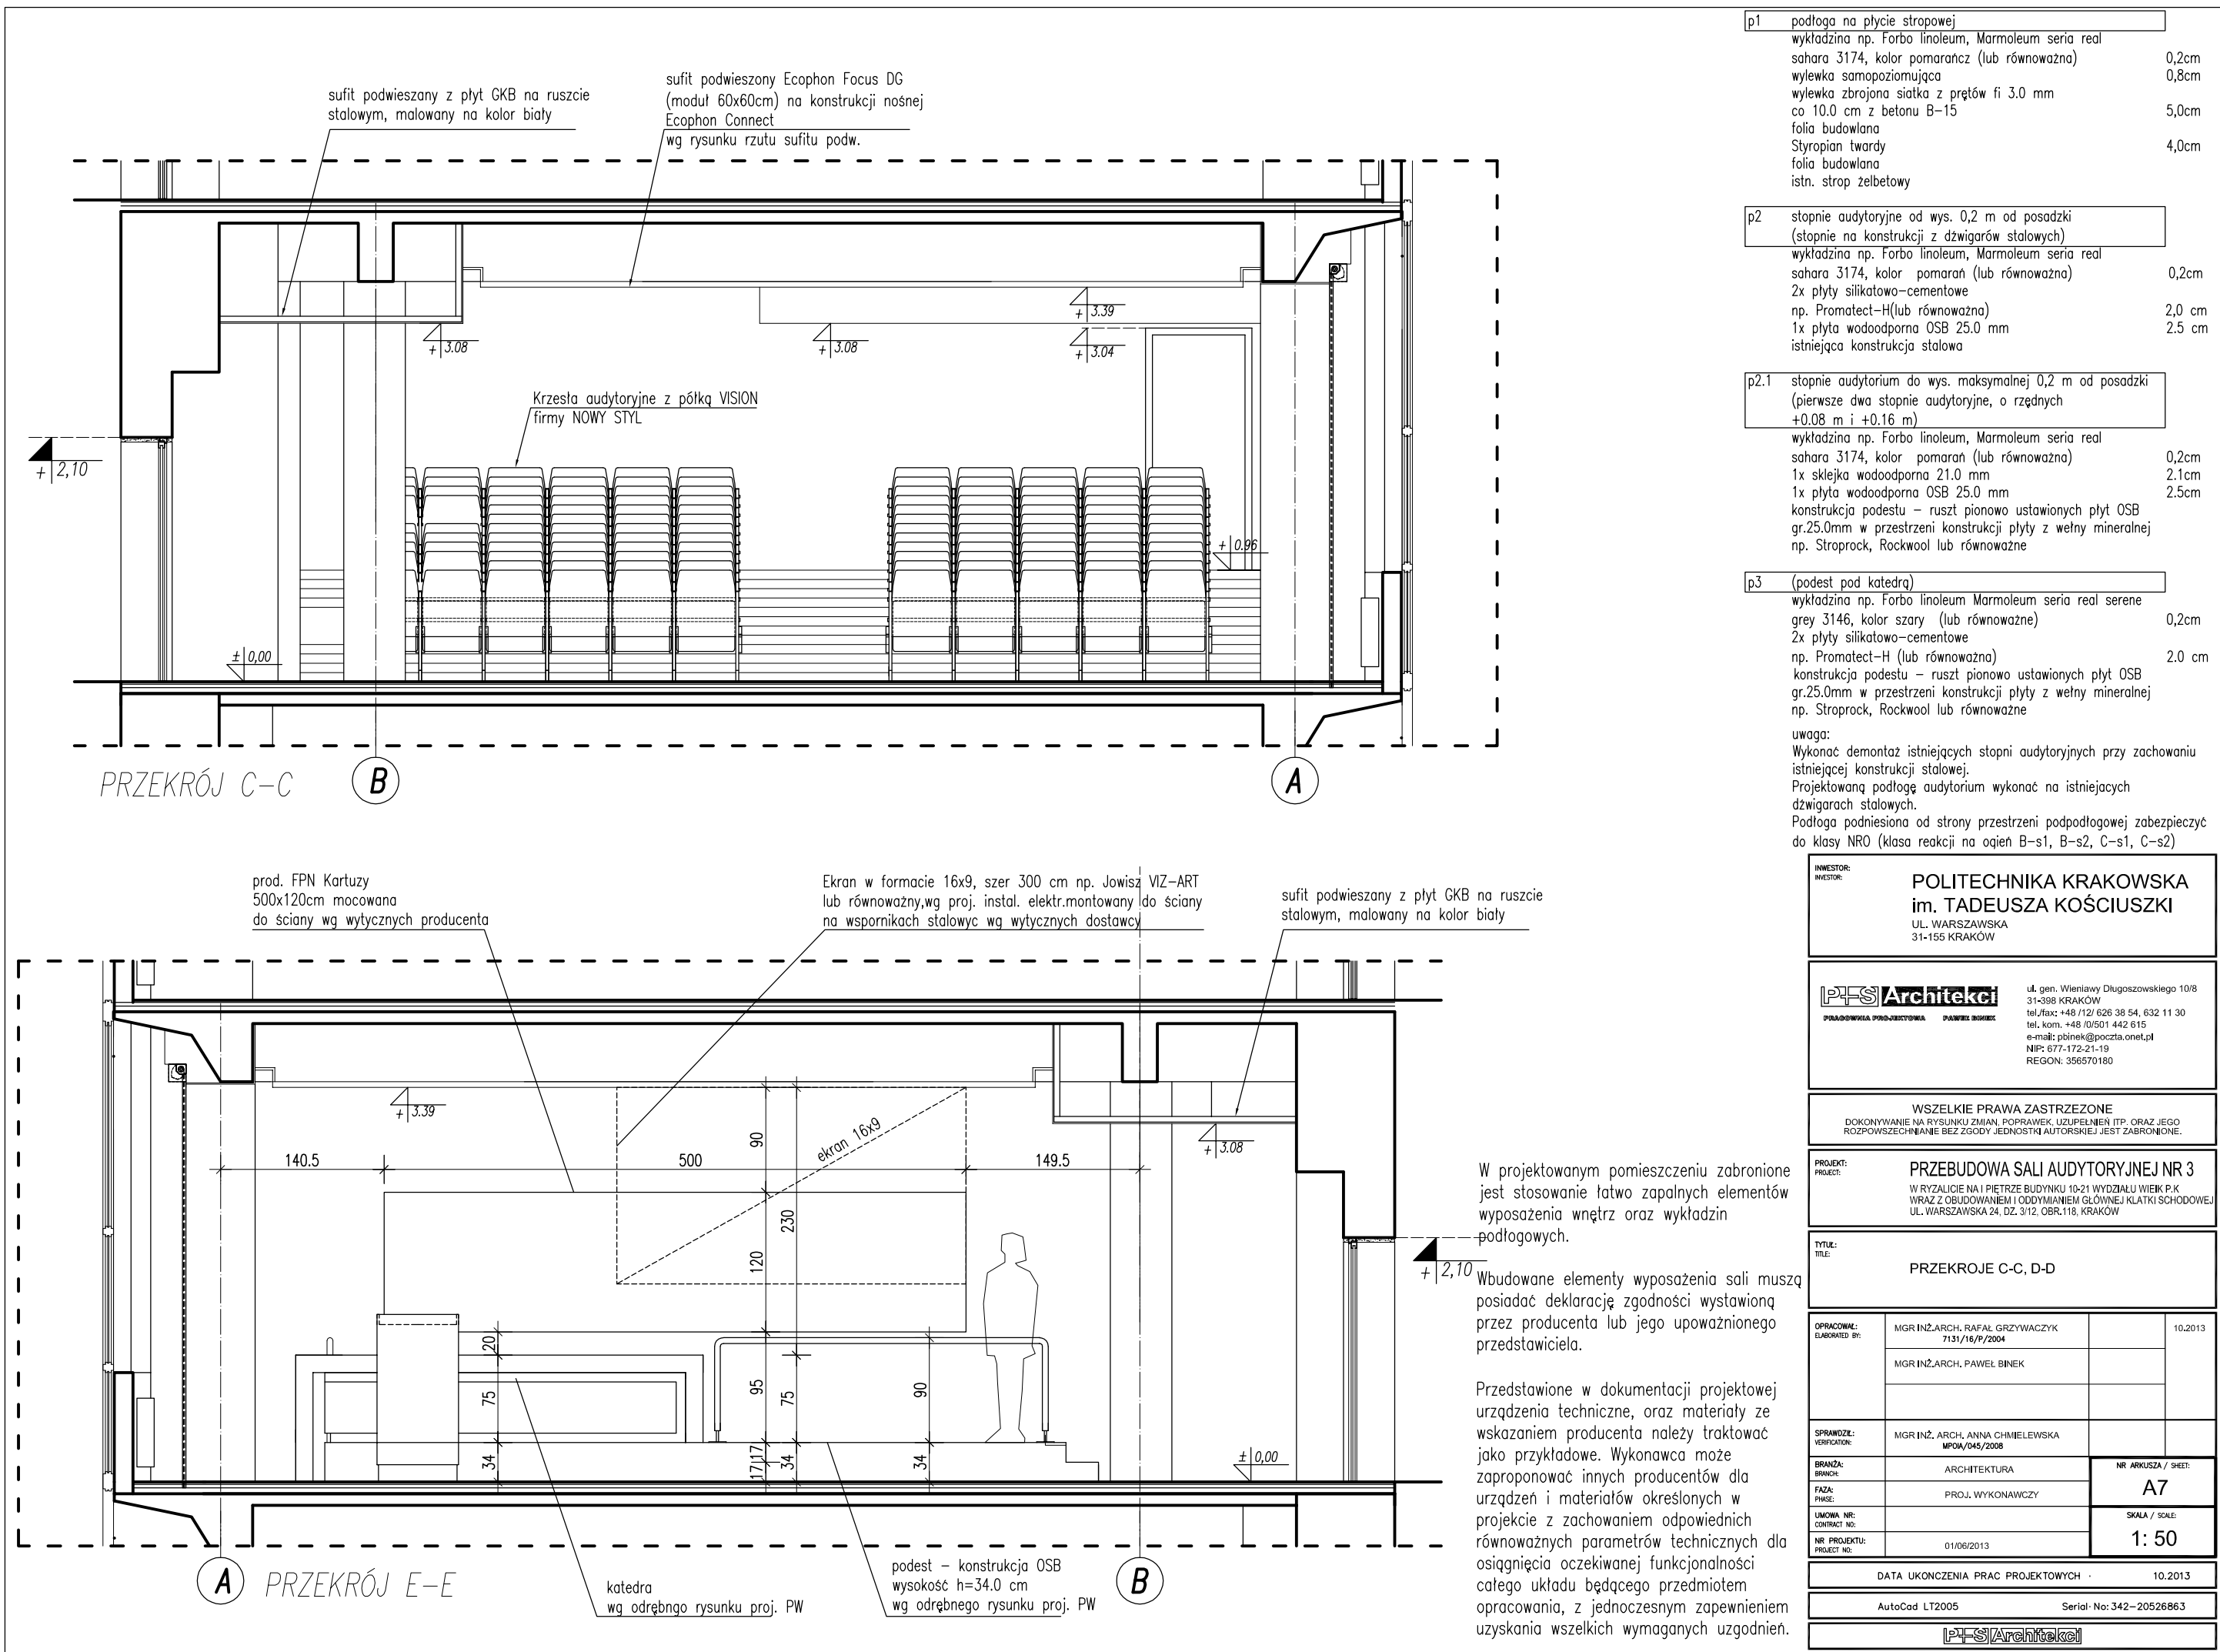 sufit podwieszany z płyt GKB na ruszcie
stalowym, malowany na kolor biały
sufit podwieszony Ecophon Focus DG
(moduł 60x60cm) na konstrukcji nośnej
Ecophon Connect
wg rysunku rzutu sufitu podw.
+ 3.08
+ 3.08
+ 3.39
+ 3.04
Krzesła audytoryjne z półką VISION
firmy NOWY STYL
+ 2,10
+ 0.96
± 0,00
PRZEKRÓJ C-C
B
A
prod. FPN Kartuzy
500x120cm mocowana
do ściany wg wytycznych producenta
Ekran w formacie 16x9, szer 300 cm np. Jowisz VIZ-ART
lub równoważny,wg proj. instal. elektr.montowany do ściany
na wspornikach stalowyc wg wytycznych dostawcy
sufit podwieszany z płyt GKB na ruszcie
stalowym, malowany na kolor biały
+ 3.39
ekran 16x9
+ 3.08
140.5
500
149.5
90
230
120
20
75
34
95
17
17
75
34
90
34
+ 2,10
± 0,00
A
PRZEKRÓJ E-E
B
katedra
wg odrębngo rysunku proj. PW
podest - konstrukcja OSB
wysokość h=34.0 cm
wg odrębnego rysunku proj. PW
W projektowanym pomieszczeniu zabronione
jest stosowanie łatwo zapalnych elementów
wyposażenia wnętrz oraz wykładzin
podłogowych.
Wbudowane elementy wyposażenia sali muszą
posiadać deklarację zgodności wystawioną
przez producenta lub jego upoważnionego
przedstawiciela.
Przedstawione w dokumentacji projektowej
urządzenia techniczne, oraz materiały ze
wskazaniem producenta należy traktować
jako przykładowe. Wykonawca może
zaproponować innych producentów dla
urządzeń i materiałów określonych w
projekcie z zachowaniem odpowiednich
równoważnych parametrów technicznych dla
osiągnięcia oczekiwanej funkcjonalności
całego układu będącego przedmiotem
opracowania, z jednoczesnym zapewnieniem
uzyskania wszelkich wymaganych uzgodnień.
p1 podłoga na płycie stropowej
wykładzina np. Forbo linoleum, Marmoleum seria real
sahara 3174, kolor pomarańcz (lub równoważna) 0,2cm
wylewka samopoziomująca 0,8cm
wylewka zbrojona siatka z prętów fi 3.0 mm
co 10.0 cm z betonu B-15 5,0cm
folia budowlana
Styropian twardy 4,0cm
folia budowlana
istn. strop żelbetowy
p2 stopnie audytoryjne od wys. 0,2 m od posadzki
(stopnie na konstrukcji z dźwigarów stalowych)
wykładzina np. Forbo linoleum, Marmoleum seria real
sahara 3174, kolor pomarań (lub równoważna) 0,2cm
2x płyty silikatowo-cementowe
np. Promatect-H(lub równoważna) 2,0 cm
1x płyta wodoodporna OSB 25.0 mm 2.5 cm
istniejąca konstrukcja stalowa
p2.1 stopnie audytorium do wys. maksymalnej 0,2 m od posadzki
(pierwsze dwa stopnie audytoryjne, o rzędnych
+0.08 m i +0.16 m)
wykładzina np. Forbo linoleum, Marmoleum seria real
sahara 3174, kolor pomarań (lub równoważna) 0,2cm
1x sklejka wodoodporna 21.0 mm 2.1cm
1x płyta wodoodporna OSB 25.0 mm 2.5cm
konstrukcja podestu - ruszt pionowo ustawionych płyt OSB
gr.25.0mm w przestrzeni konstrukcji płyty z wełny mineralnej
np. Stroprock, Rockwool lub równoważne
p3 (podest pod katedrą)
wykładzina np. Forbo linoleum Marmoleum seria real serene
grey 3146, kolor szary (lub równoważne) 0,2cm
2x płyty silikatowo-cementowe
np. Promatect-H (lub równoważna) 2.0 cm
konstrukcja podestu - ruszt pionowo ustawionych płyt OSB
gr.25.0mm w przestrzeni konstrukcji płyty z wełny mineralnej
np. Stroprock, Rockwool lub równoważne
uwaga:
Wykonać demontaż istniejących stopni audytoryjnych przy zachowaniu
istniejącej konstrukcji stalowej.
Projektowaną podłogę audytorium wykonać na istniejacych
dźwigarach stalowych.
Podłoga podniesiona od strony przestrzeni podpodłogowej zabezpieczyć
do klasy NRO (klasa reakcji na ogień B-s1, B-s2, C-s1, C-s2)
INWESTOR:
INVESTOR:
POLITECHNIKA KRAKOWSKA
im. TADEUSZA KOŚCIUSZKI
UL. WARSZAWSKA
31-155 KRAKÓW
P+S Architekci
PRACOWNIA PROJEKTOWA PAWEŁ BINEK
ul. gen. Wieniawy Długoszowskiego 10/8
31-398 KRAKÓW
tel./fax: +48 /12/ 626 38 54, 632 11 30
tel. kom. +48 /0/501 442 615
e-mail: pbinek@poczta.onet.pl
NIP: 677-172-21-19
REGON: 356570180
WSZELKIE PRAWA ZASTRZEZONE
DOKONYWANIE NA RYSUNKU ZMIAN, POPRAWEK, UZUPEŁNIEŃ ITP. ORAZ JEGO
ROZPOWSZECHNIANIE BEZ ZGODY JEDNOSTKI AUTORSKIEJ JEST ZABRONIONE.
PROJEKT:
PROJECT:
PRZEBUDOWA SALI AUDYTORYJNEJ NR 3
W RYZALICIE NA I PIĘTRZE BUDYNKU 10-21 WYDZIAŁU WIEIK P.K
WRAZ Z OBUDOWANIEM I ODDYMIANIEM GŁÓWNEJ KLATKI SCHODOWEJ
UL. WARSZAWSKA 24, DZ. 3/12, OBR.118, KRAKÓW
TYTUŁ:
TITLE:
PRZEKROJE C-C, D-D
OPRACOWAŁ:
ELABORATED BY:
MGR INŻ.ARCH. RAFAŁ GRZYWACZYK
7131/16/P/2004
10.2013
MGR INŻ.ARCH. PAWEŁ BINEK
SPRAWDZIŁ:
VERIFICATION:
MGR INŻ. ARCH. ANNA CHMIELEWSKA
MPOIA/045/2008
BRANŻA:
BRANCH:
ARCHITEKTURA
NR ARKUSZA / SHEET:
A7
FAZA:
PHASE:
PROJ. WYKONAWCZY
UMOWA NR:
CONTRACT NO:
SKALA / SCALE:
1: 50
NR PROJEKTU:
PROJECT NO:
01/06/2013
DATA UKONCZENIA PRAC PROJEKTOWYCH · 10.2013
AutoCad LT2005 Serial No: 342-20526863
P+S Architekci